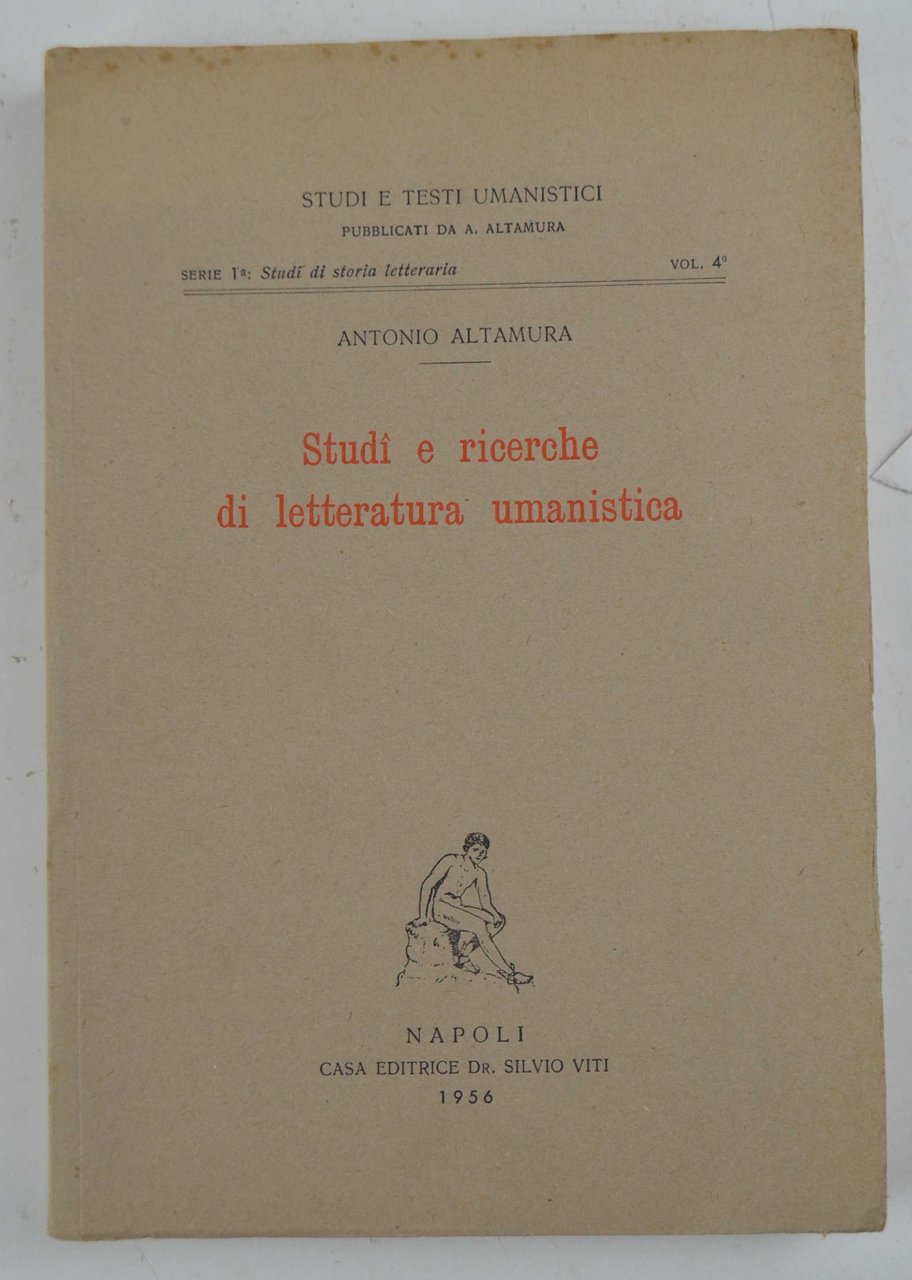 STUDI E TESTI UMANISTICI
PUBBLICATI DA A. ALTAMURA
SERIE 1ª: Studî di storia letteraria VOL. 4º
ANTONIO ALTAMURA
Studî e ricerche
di letteratura umanistica
NAPOLI
CASA EDITRICE DR. SILVIO VITI
1956